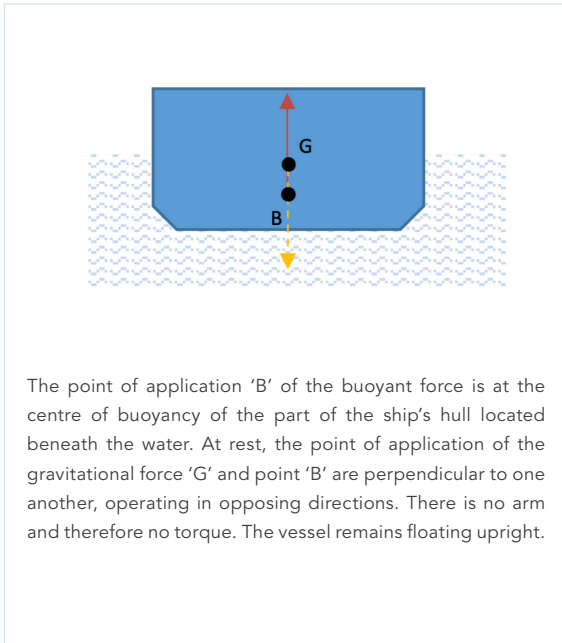 G
B
The point of application ‘B’ of the buoyant force is at the
centre of buoyancy of the part of the ship’s hull located
beneath the water. At rest, the point of application of the
gravitational force ‘G’ and point ‘B’ are perpendicular to one
another, operating in opposing directions. There is no arm
and therefore no torque. The vessel remains floating upright.